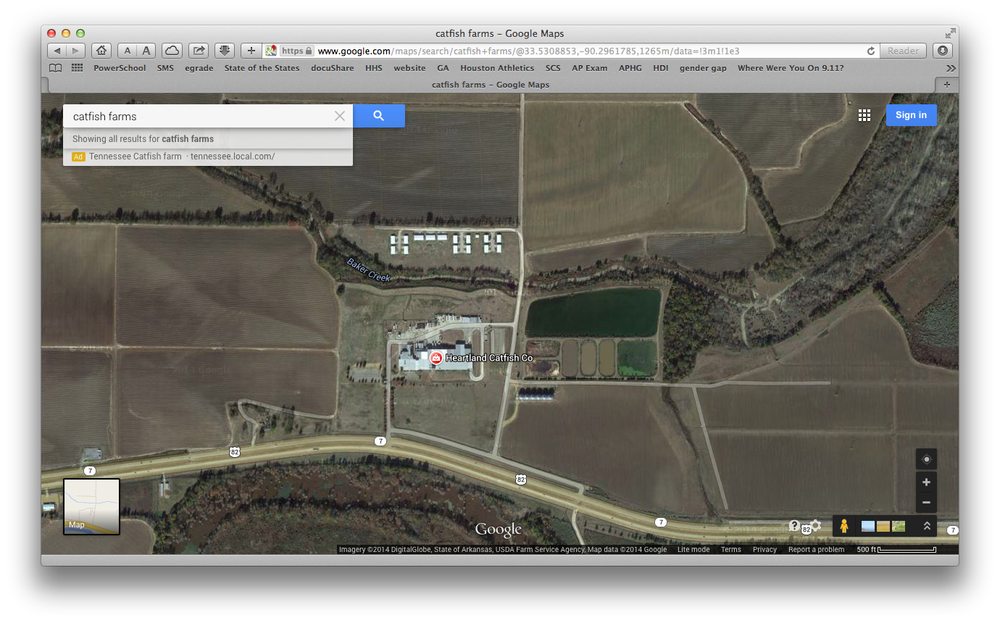 catfish farms – Google Maps
A A
https www.google.com/maps/search/catfish+farms/@33.5308853,-90.2961785,1265m/data=!3m1!1e3
Reader
PowerSchool SMS egrade State of the States docuShare HHS website GA Houston Athletics SCS AP Exam APHG HDI gender gap Where Were You On 9.11?
catfish farms – Google Maps
catfish farms
Sign in
Showing all results for catfish farms
Ad Tennessee Catfish farm · tennessee.local.com/
Baker Creek
Heartland Catfish Co
7
82
7
82
7
Map
Google
82
7
Imagery ©2014 DigitalGlobe, State of Arkansas, USDA Farm Service Agency, Map data ©2014 Google Lite mode Terms Privacy Report a problem 500 ft